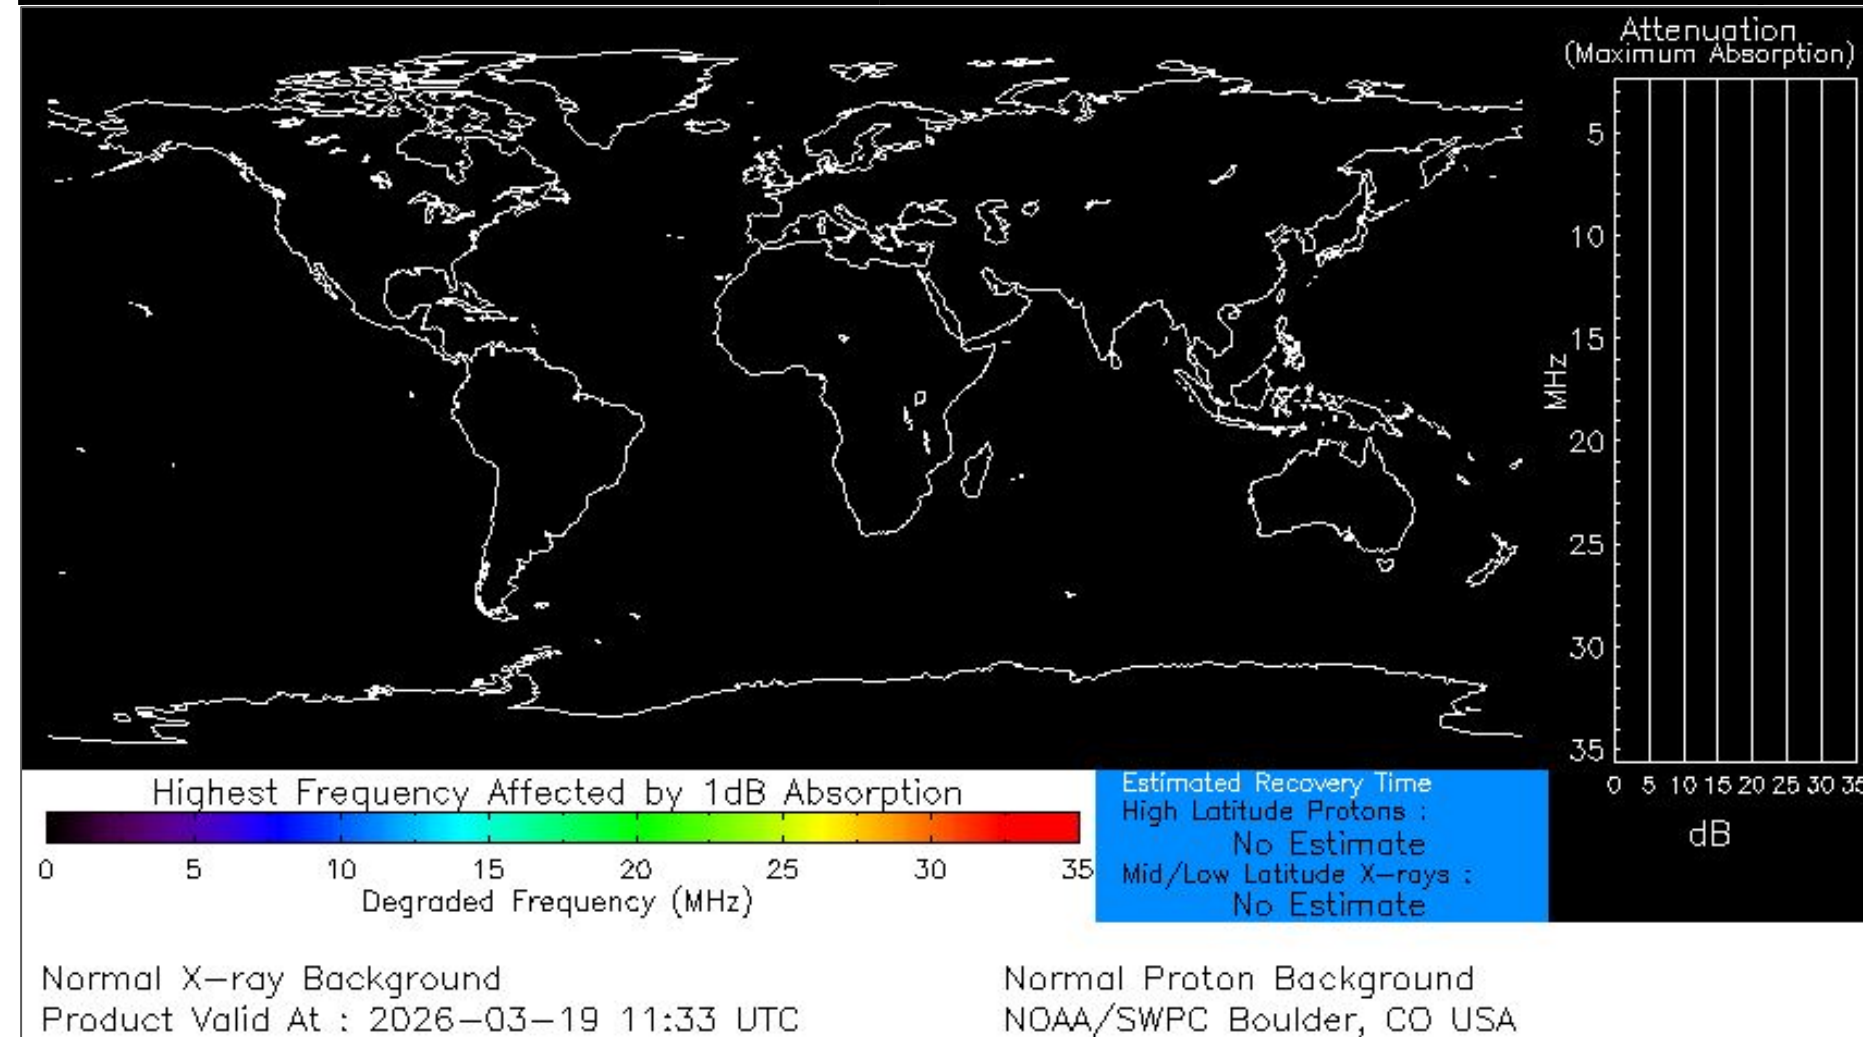 Attenuation
(Maximum Absorption)
5
10
15
20
25
30
35
MHz
0 5 10 15 20 25 30 35
dB
Highest Frequency Affected by 1dB Absorption
0 5 10 15 20 25 30 35
Degraded Frequency (MHz)
Estimated Recovery Time
High Latitude Protons :
No Estimate
Mid/Low Latitude X-rays :
No Estimate
Normal X-ray Background
Normal Proton Background
Product Valid At : 2026-03-19 11:33 UTC
NOAA/SWPC Boulder, CO USA